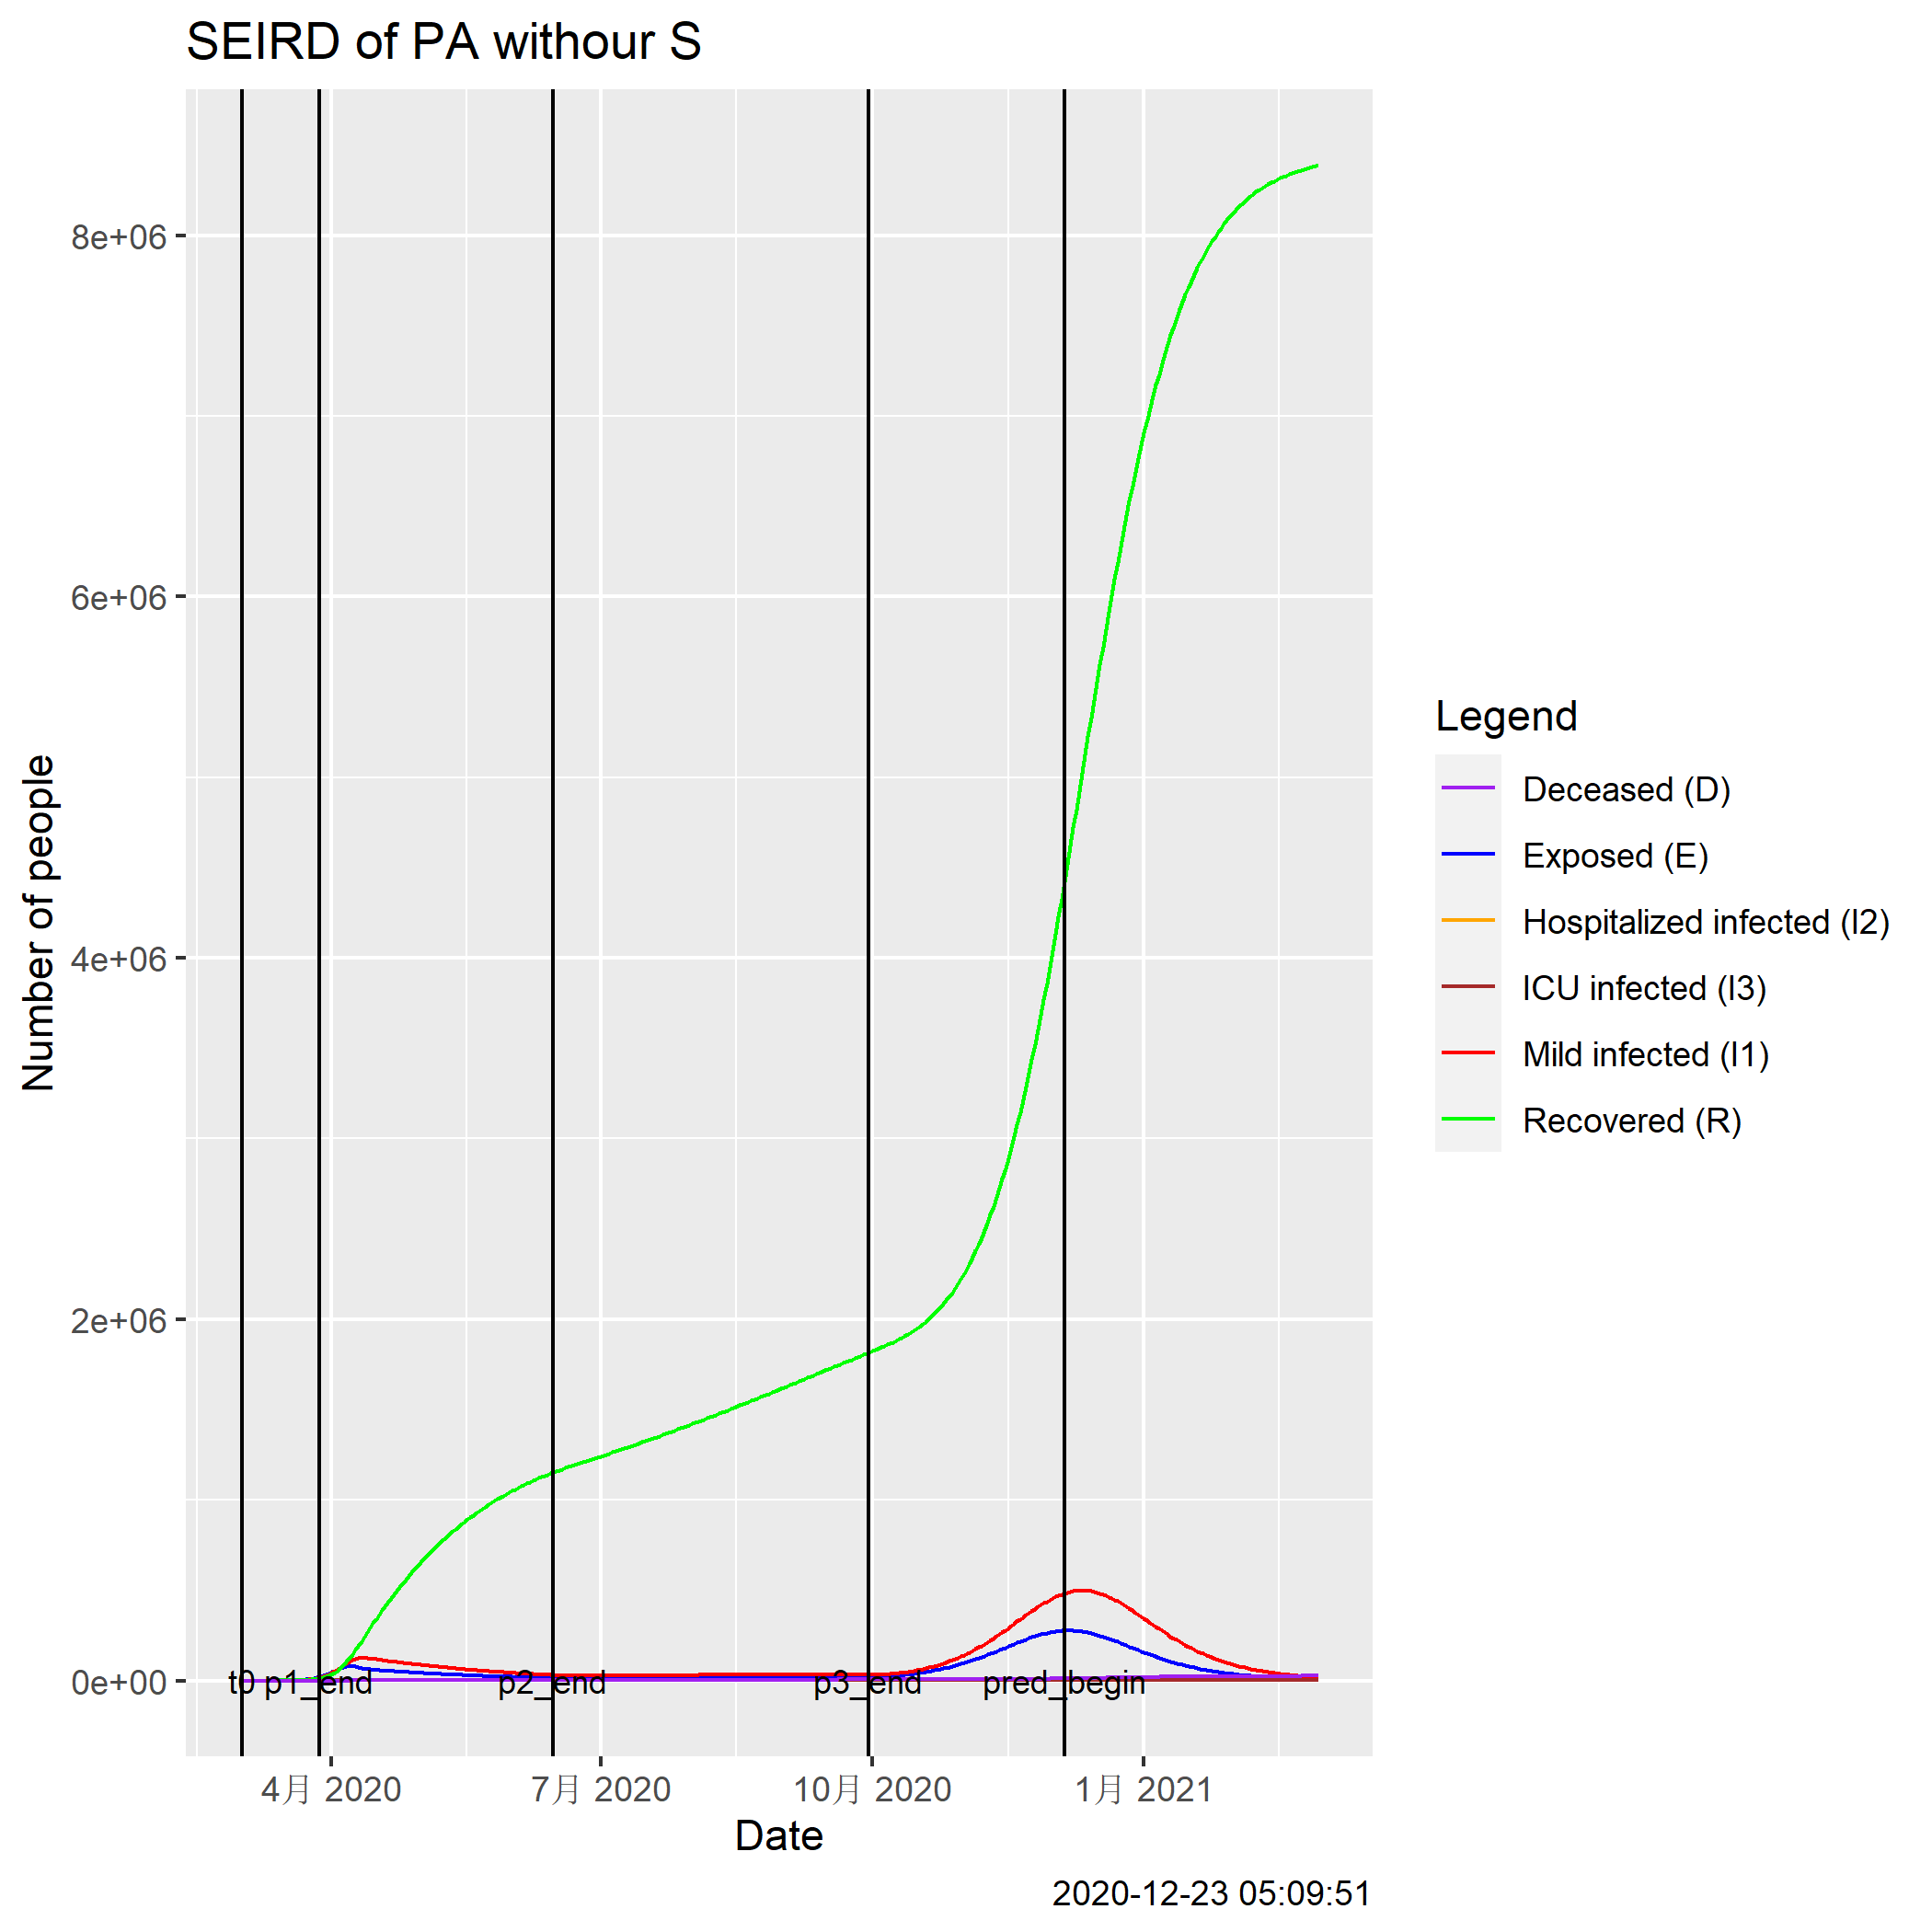 SEIRD of PA withour S
8e+06
6e+06
4e+06
2e+06
0e+00
Number of people
t0 p1_end p2_end p3_end pred_begin
4月 2020 7月 2020 10月 2020 1月 2021
Date
Legend
Deceased (D)
Exposed (E)
Hospitalized infected (I2)
ICU infected (I3)
Mild infected (I1)
Recovered (R)
2020-12-23 05:09:51